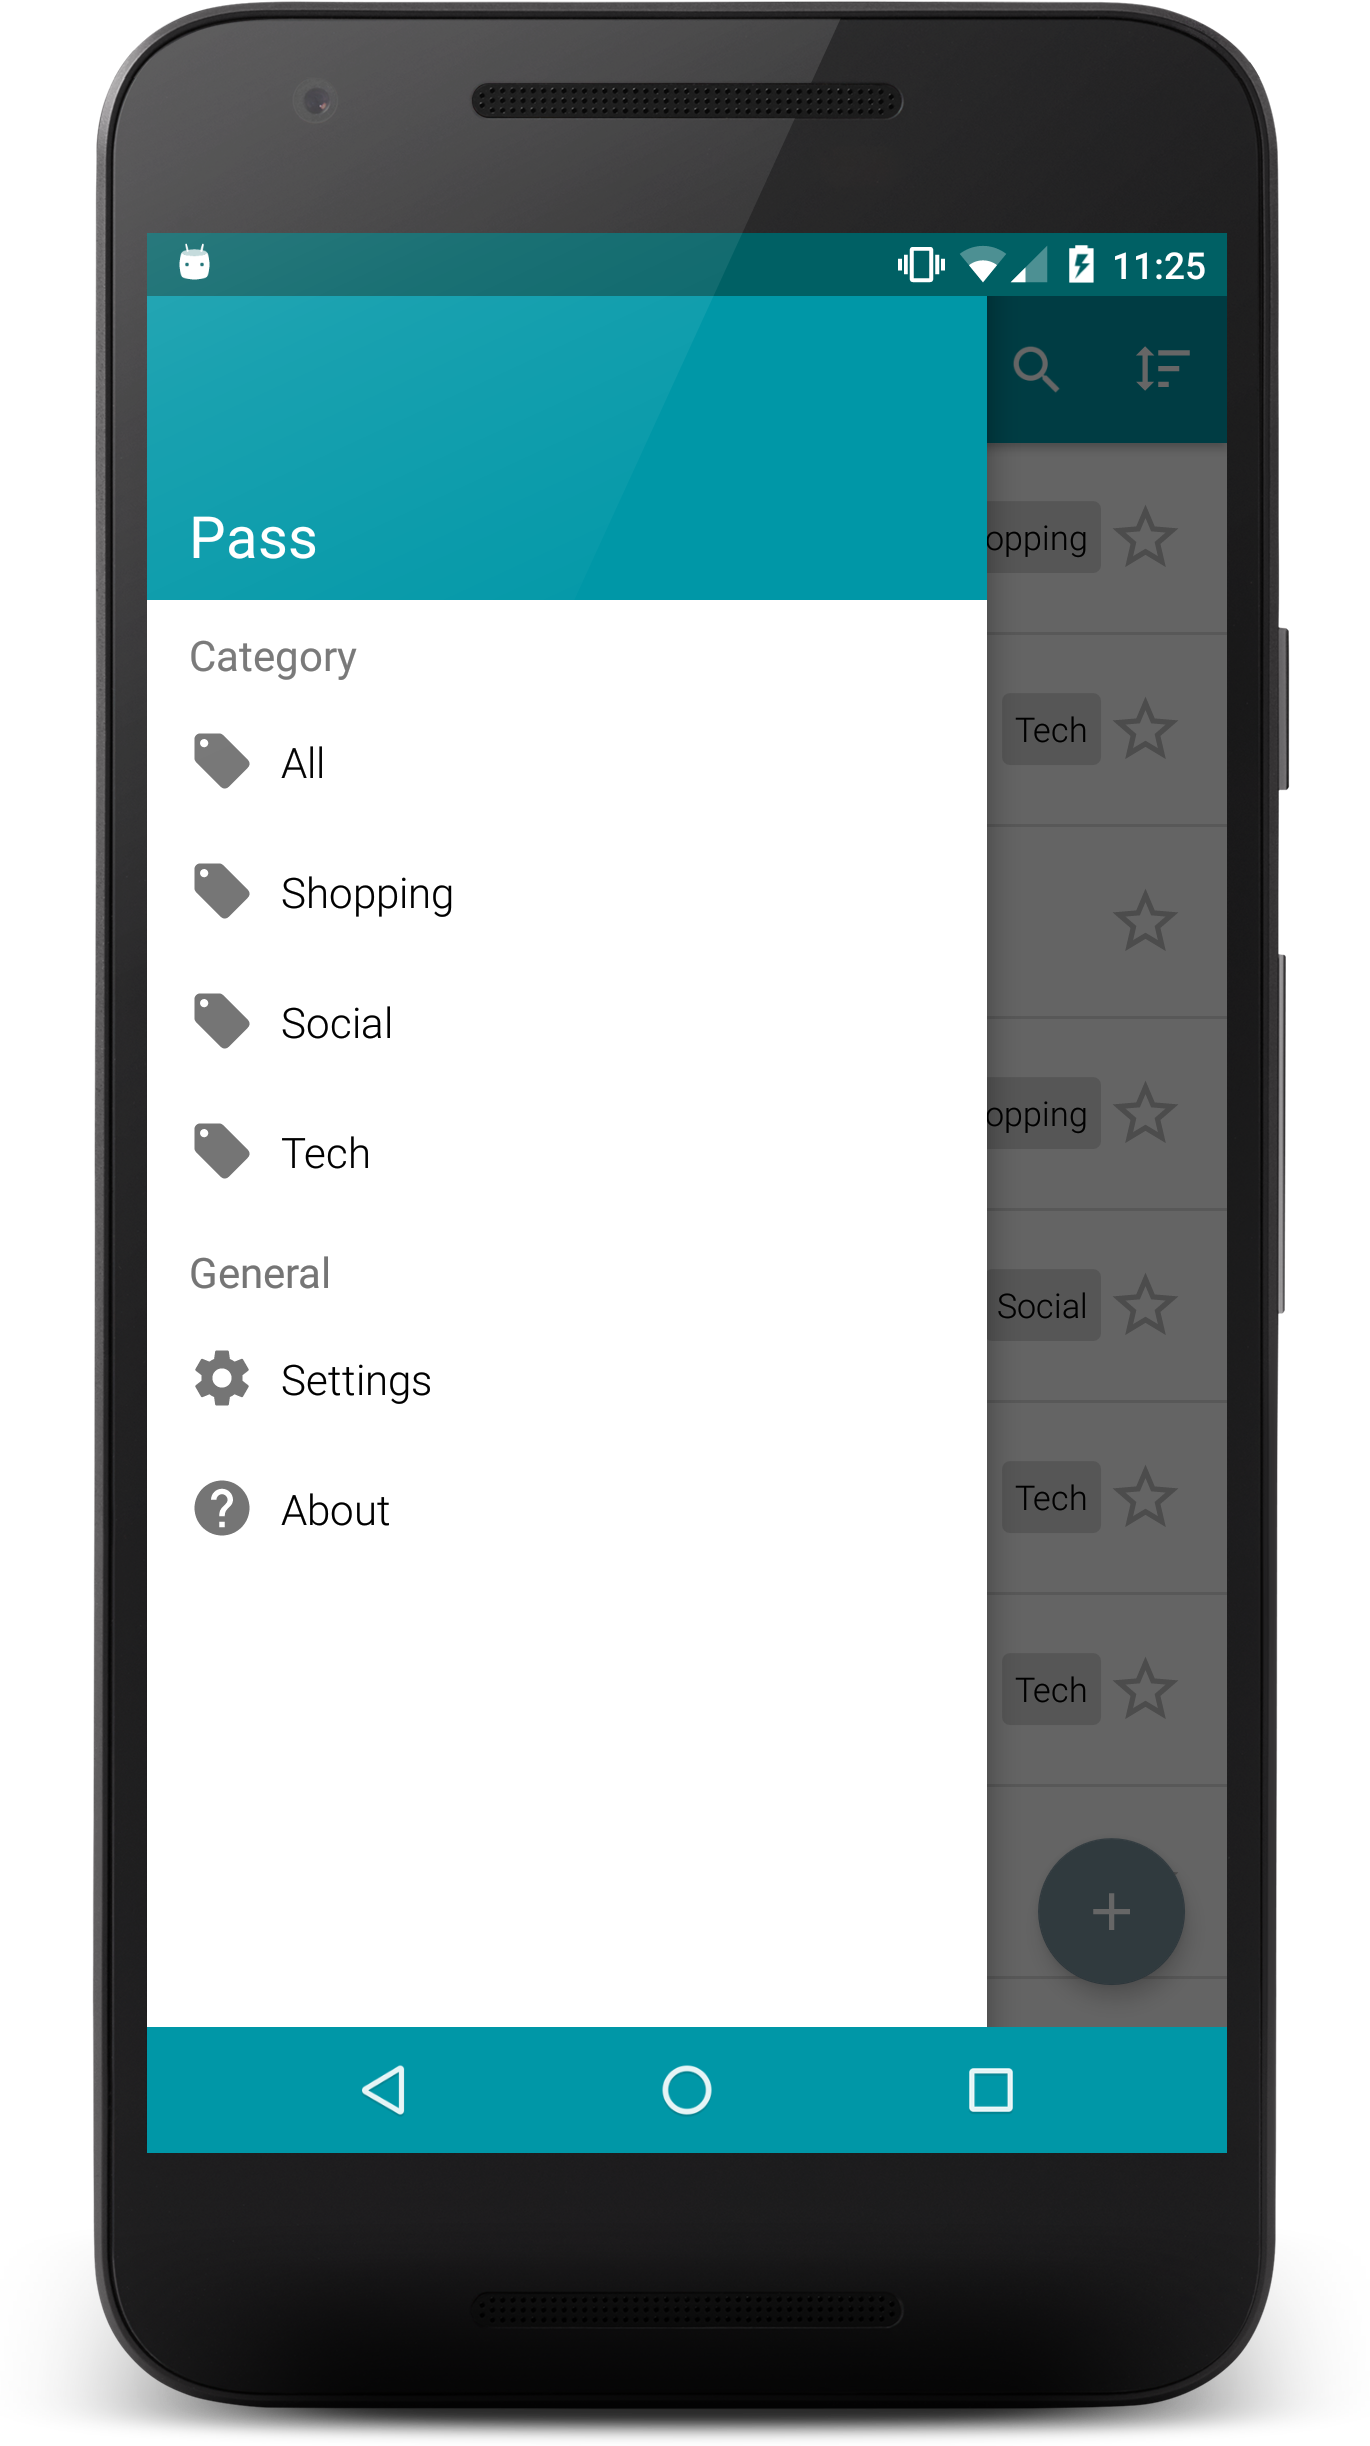 11:25
Pass
Category
All
Shopping
Social
Tech
General
Settings
About
opping
Tech
opping
Social
Tech
Tech